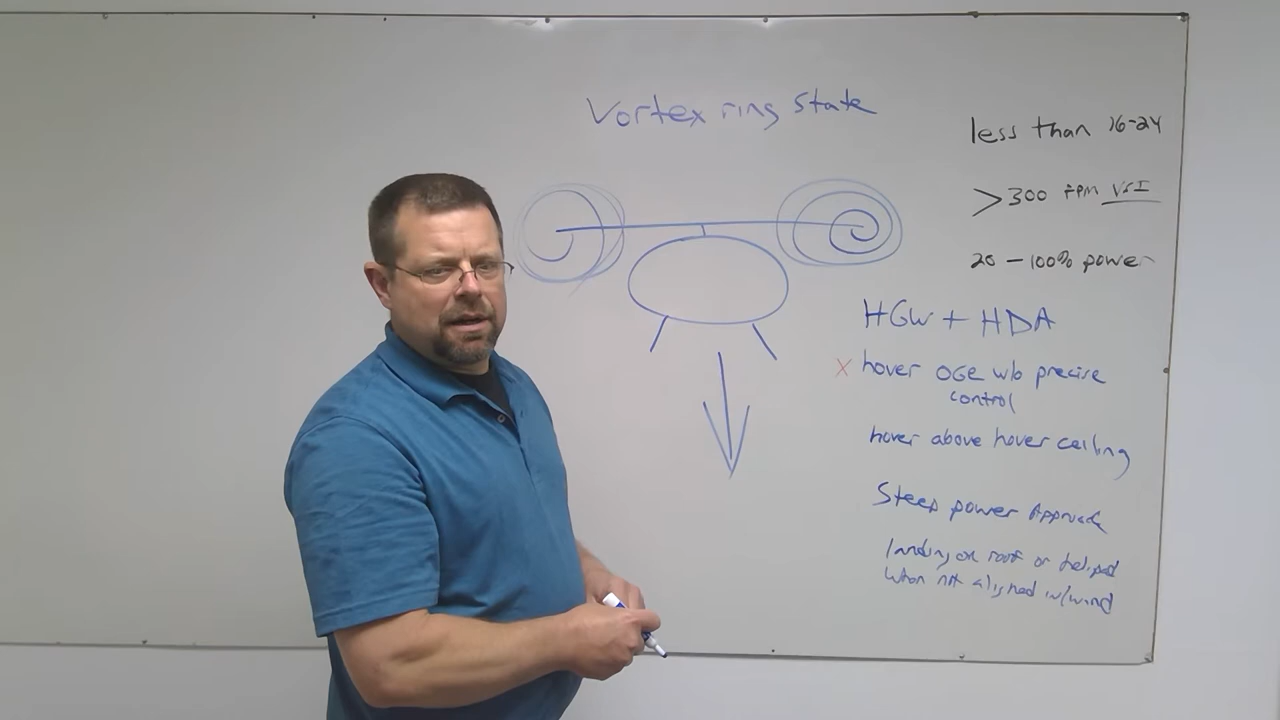 Vortex ring state
less than 16-24
>300 fpm VSI
20 - 100% power
HGW + HDA
x hover OGE w/o precise
control
hover above hover ceiling
Steep power Approach
landing on roof or helipad
when not aligned w/wind